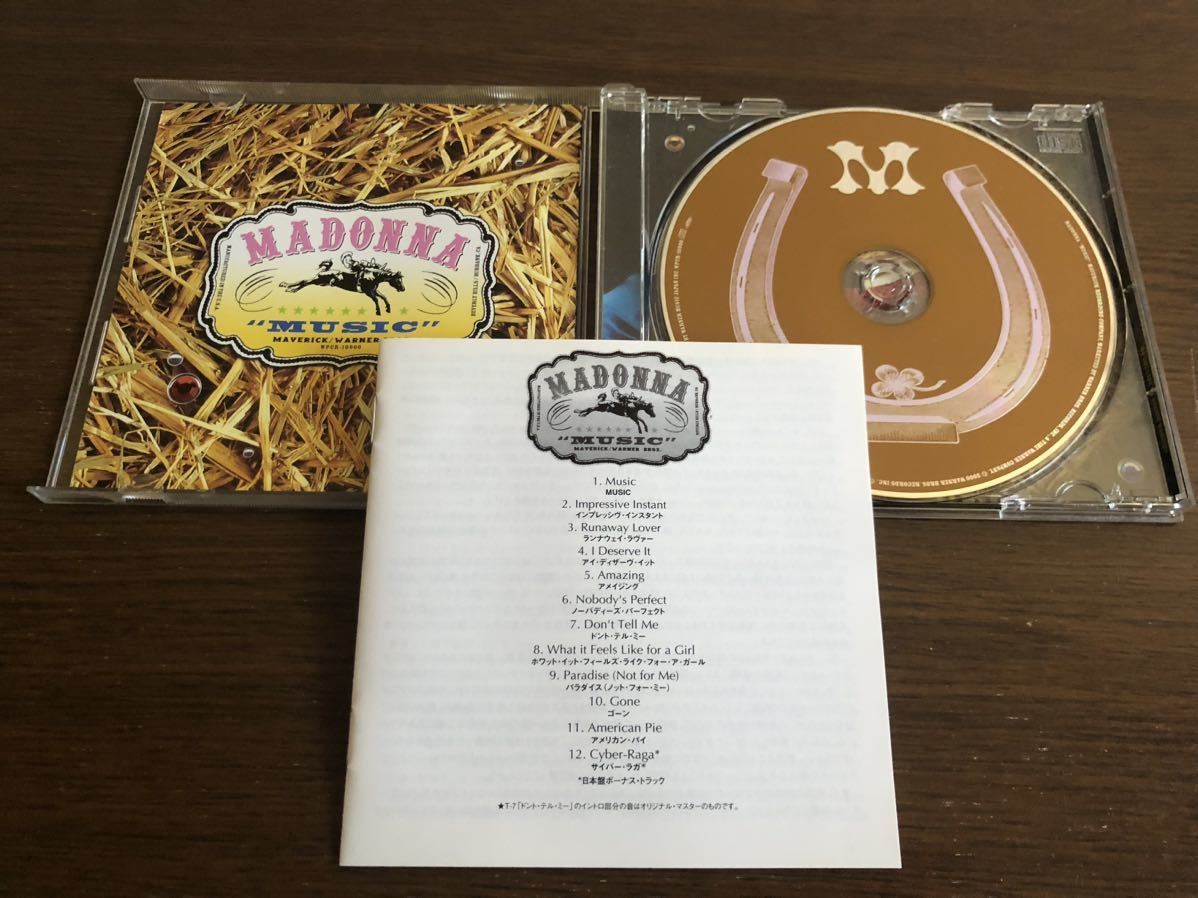 MADONNA
BEVERLY HILLS / BURBANK, CA
"MUSIC"
MAVERICK/WARNER
WPCR-10900
M
MADONNA
"MUSIC"
MAVERICK/WARNER BROS.
1. Music
MUSIC
2. Impressive Instant
インプレッシヴ・インスタント
3. Runaway Lover
ランナウェイ・ラヴァー
4. I Deserve It
アイ・ディザーヴ・イット
5. Amazing
アメイジング
6. Nobody's Perfect
ノーバディーズ・パーフェクト
7. Don't Tell Me
ドント・テル・ミー
8. What it Feels Like for a Girl
ホワット・イット・フィールズ・ライク・フォー・ア・ガール
9. Paradise (Not for Me)
パラダイス(ノット・フォー・ミー)
10. Gone
ゴーン
11. American Pie
アメリカン・パイ
12. Cyber-Raga*
サイバー・ラガ*
*日本盤ボーナス・トラック
★T-7「ドント・テル・ミー」のイントロ部分の音はオリジナル・マスターのものです。